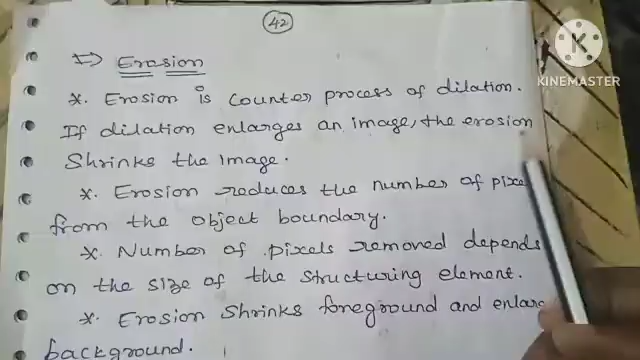 42
⇒ Erosion
KINEMASTER
*. Erosion is counter process of dilation.
If dilation enlarges an image, the erosion
Shrinks the image.
*. Erosion reduces the number of pixe
from the object boundary.
*. Number of pixels removed depends
on the size of the structuring element.
*. Erosion Shrinks foreground and enlarg
background.